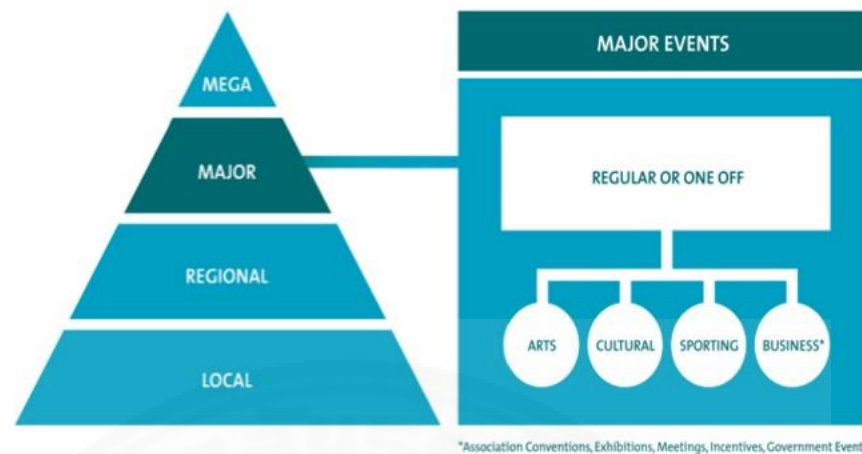 MEGA
MAJOR
REGIONAL
LOCAL
MAJOR EVENTS
REGULAR OR ONE OFF
ARTS
CULTURAL
SPORTING
BUSINESS*
*Association Conventions, Exhibitions, Meetings, Incentives, Government Event